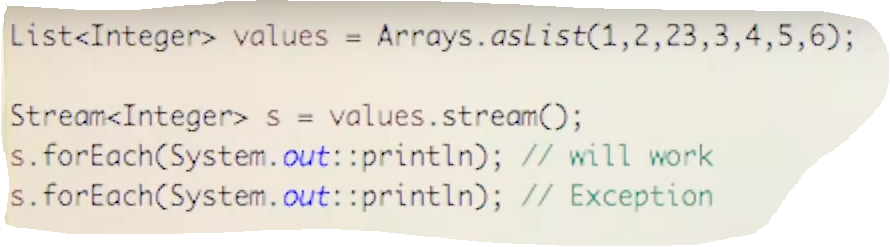 List<Integer> values = Arrays.asList(1,2,23,3,4,5,6);
Stream<Integer> s = values.stream();
s.forEach(System.out::println); // will work
s.forEach(System.out::println); // Exception